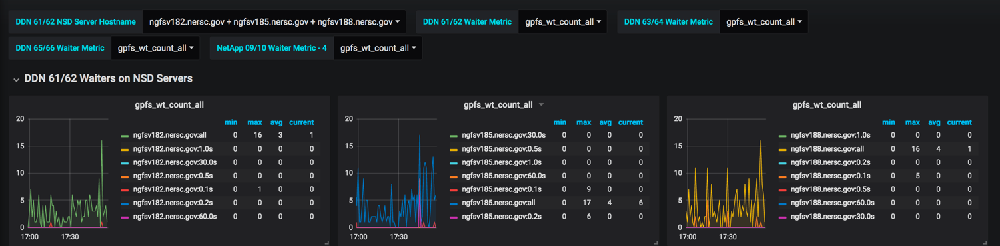 DDN 61/62 NSD Server Hostname ngfsv182.nersc.gov + ngfsv185.nersc.gov + ngfsv188.nersc.gov DDN 61/62 Waiter Metric gpfs_wt_count_all DDN 63/64 Waiter Metric gpfs_wt_count_all
DDN 65/66 Waiter Metric gpfs_wt_count_all NetApp 09/10 Waiter Metric - 4 gpfs_wt_count_all
DDN 61/62 Waiters on NSD Servers
gpfs_wt_count_all
min max avg current
ngfsv182.nersc.gov:all 0 16 3 1
ngfsv182.nersc.gov:1.0s 0 0 0 0
ngfsv182.nersc.gov:30.0s 0 0 0 0
ngfsv182.nersc.gov:0.5s 0 0 0 0
ngfsv182.nersc.gov:0.1s 0 1 0 0
ngfsv182.nersc.gov:0.2s 0 0 0 0
ngfsv182.nersc.gov:60.0s 0 0 0 0
20
15
10
5
0
17:00 17:30
gpfs_wt_count_all
min max avg current
ngfsv185.nersc.gov:30.0s 0 0 0 0
ngfsv185.nersc.gov:0.5s 0 0 0 0
ngfsv185.nersc.gov:1.0s 0 0 0 0
ngfsv185.nersc.gov:60.0s 0 0 0 0
ngfsv185.nersc.gov:0.1s 0 9 0 0
ngfsv185.nersc.gov:all 0 17 4 6
ngfsv185.nersc.gov:0.2s 0 0 0 0
20
15
10
5
0
17:00 17:30
gpfs_wt_count_all
min max avg current
ngfsv188.nersc.gov:1.0s 0 0 0 0
ngfsv188.nersc.gov:all 0 16 4 1
ngfsv188.nersc.gov:0.2s 0 0 0 0
ngfsv188.nersc.gov:0.1s 0 5 0 0
ngfsv188.nersc.gov:0.5s 0 0 0 0
ngfsv188.nersc.gov:60.0s 0 0 0 0
ngfsv188.nersc.gov:30.0s 0 0 0 0
20
15
10
5
0
17:00 17:30